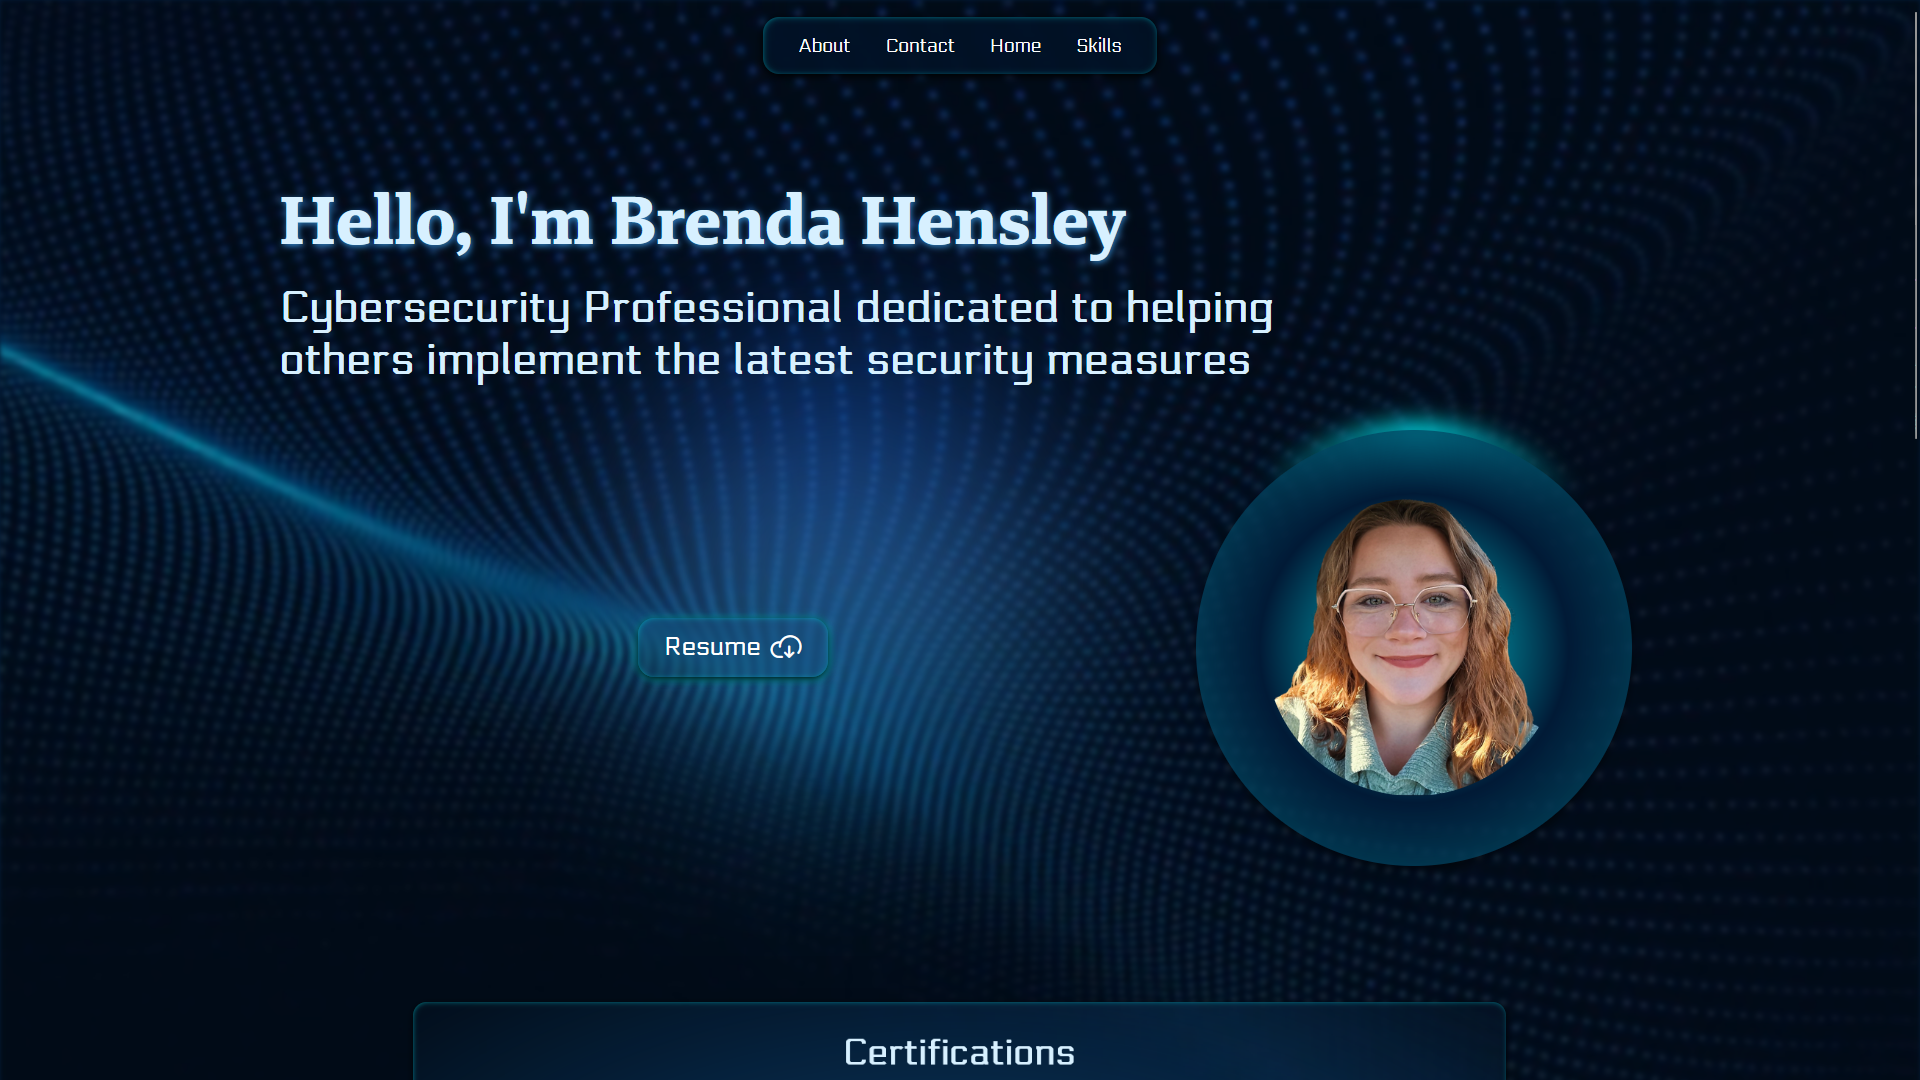 About
Contact
Home
Skills
Hello, I'm Brenda Hensley
Cybersecurity Professional dedicated to helping
others implement the latest security measures
Resume
Certifications